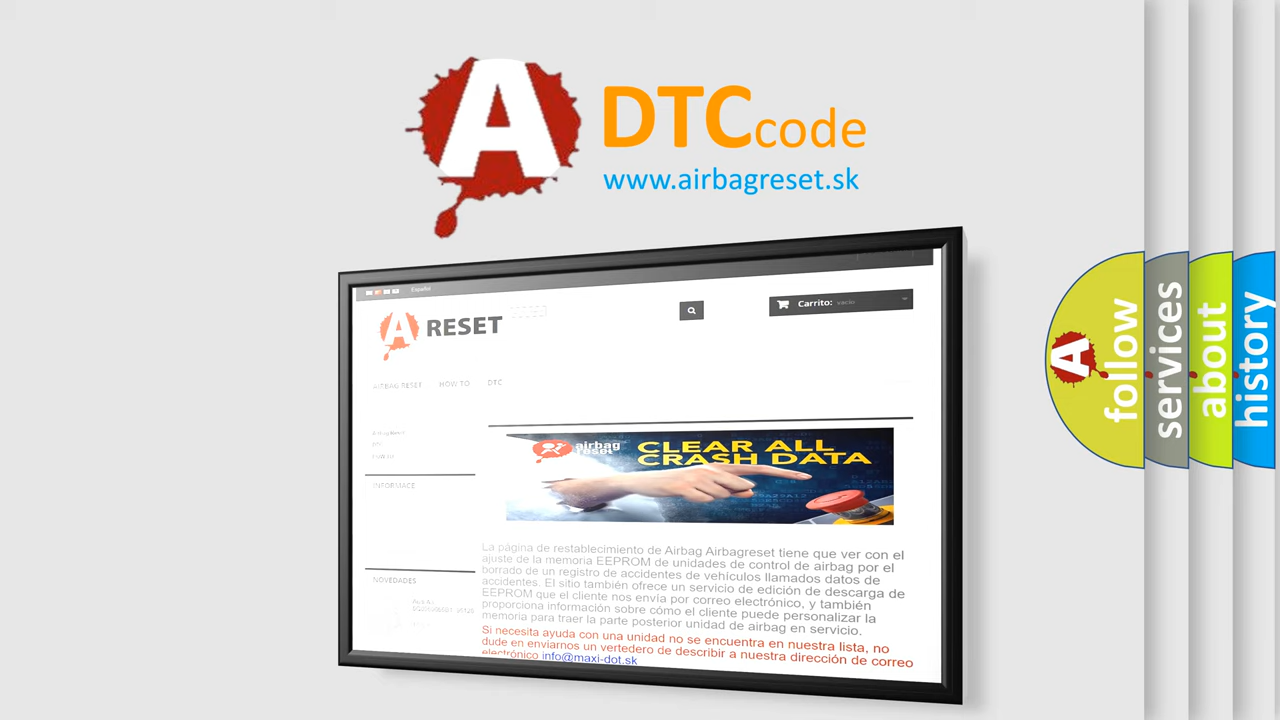 A DTC code
www.airbagreset.sk
Español
A RESET
Carrito: vacío
AIRBAG RESET HOW TO DTC
Airbag Reset
DTC
INFORMACE
airbag
reset
CLEAR ALL
CRASH DATA
La página de restablecimiento de Airbag Airbagreset tiene que ver con el
ajuste de la memoria EEPROM de unidades de control de airbag por el
borrado de un registro de accidentes de vehículos llamados datos de
accidentes. El sitio también ofrece un servicio de edición de descarga de
EEPROM que el cliente nos envía por correo electrónico, y también
proporciona información sobre cómo el cliente puede personalizar la
memoria para traer la parte posterior unidad de airbag en servicio.
Si necesita ayuda con una unidad no se encuentra en nuestra lista, no
dude en enviarnos un vertedero de describir a nuestra dirección de correo
electrónico info@maxi-dot.sk
NOVEDADES
A
follow
services
about
history